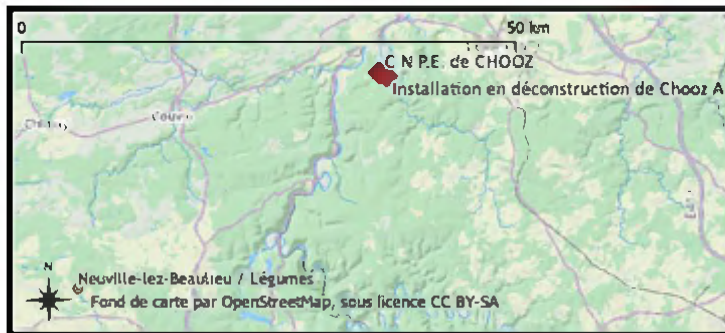 0 50 km
C.N.P.E. de CHOOZ
Installation en déconstruction de Chooz A
Couvin
N
Neuville-lez-Beaulieu / Légumes
Fond de carte par OpenStreetMap, sous licence CC BY-SA